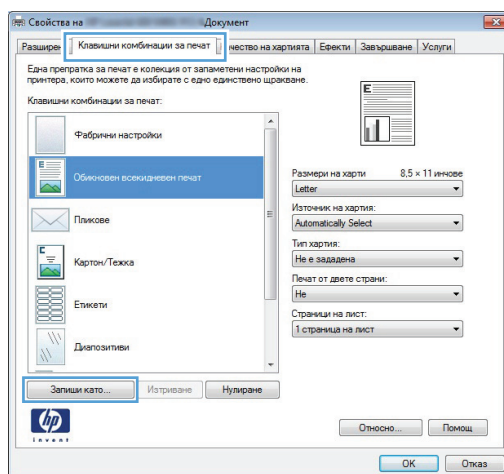 Свойства на
Документ
Разширен
Клавишни комбинации за печат
чество на хартията
Ефекти
Завършване
Услуги
Една препратка за печат е колекция от запаметени настройки на
принтера, които можете да избирате с едно единствено щракване.
Клавишни комбинации за печат:
Фабрични настройки
Обикновен всекидневен печат
Пликове
Картон/Тежка
Етикети
Диапозитиви
Запиши като...
Изтриване
Нулиране
E
Размери на харти
8,5 × 11 инчове
Letter
Източник на хартия:
Automatically Select
Тип хартия:
Не е зададена
Печат от двете страни:
Не
Страници на лист:
1 страница на лист
hp
invent
Относно...
Помощ
OK
Отказ